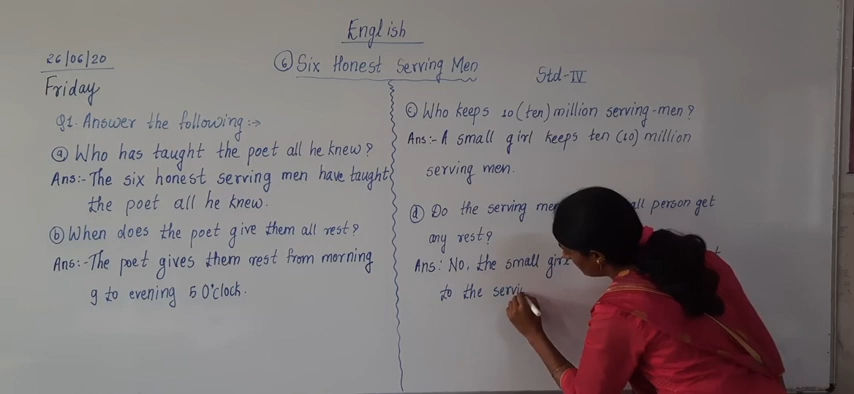 English
26/06/20
Friday
6 Six Honest Serving Men
Std-IV
Q1. Answer the following:->
a Who has taught the poet all he knew?
Ans:- The six honest serving men have taught
the poet all he knew.
b When does the poet give them all rest?
Ans:- The poet gives them rest from morning
9 to evening 5 O'clock.
c Who keeps 10 (ten) million serving-men?
Ans:- A small girl keeps ten (10) million
serving men.
d Do the serving men person get
any rest?
Ans: No, the small girl
to the servi